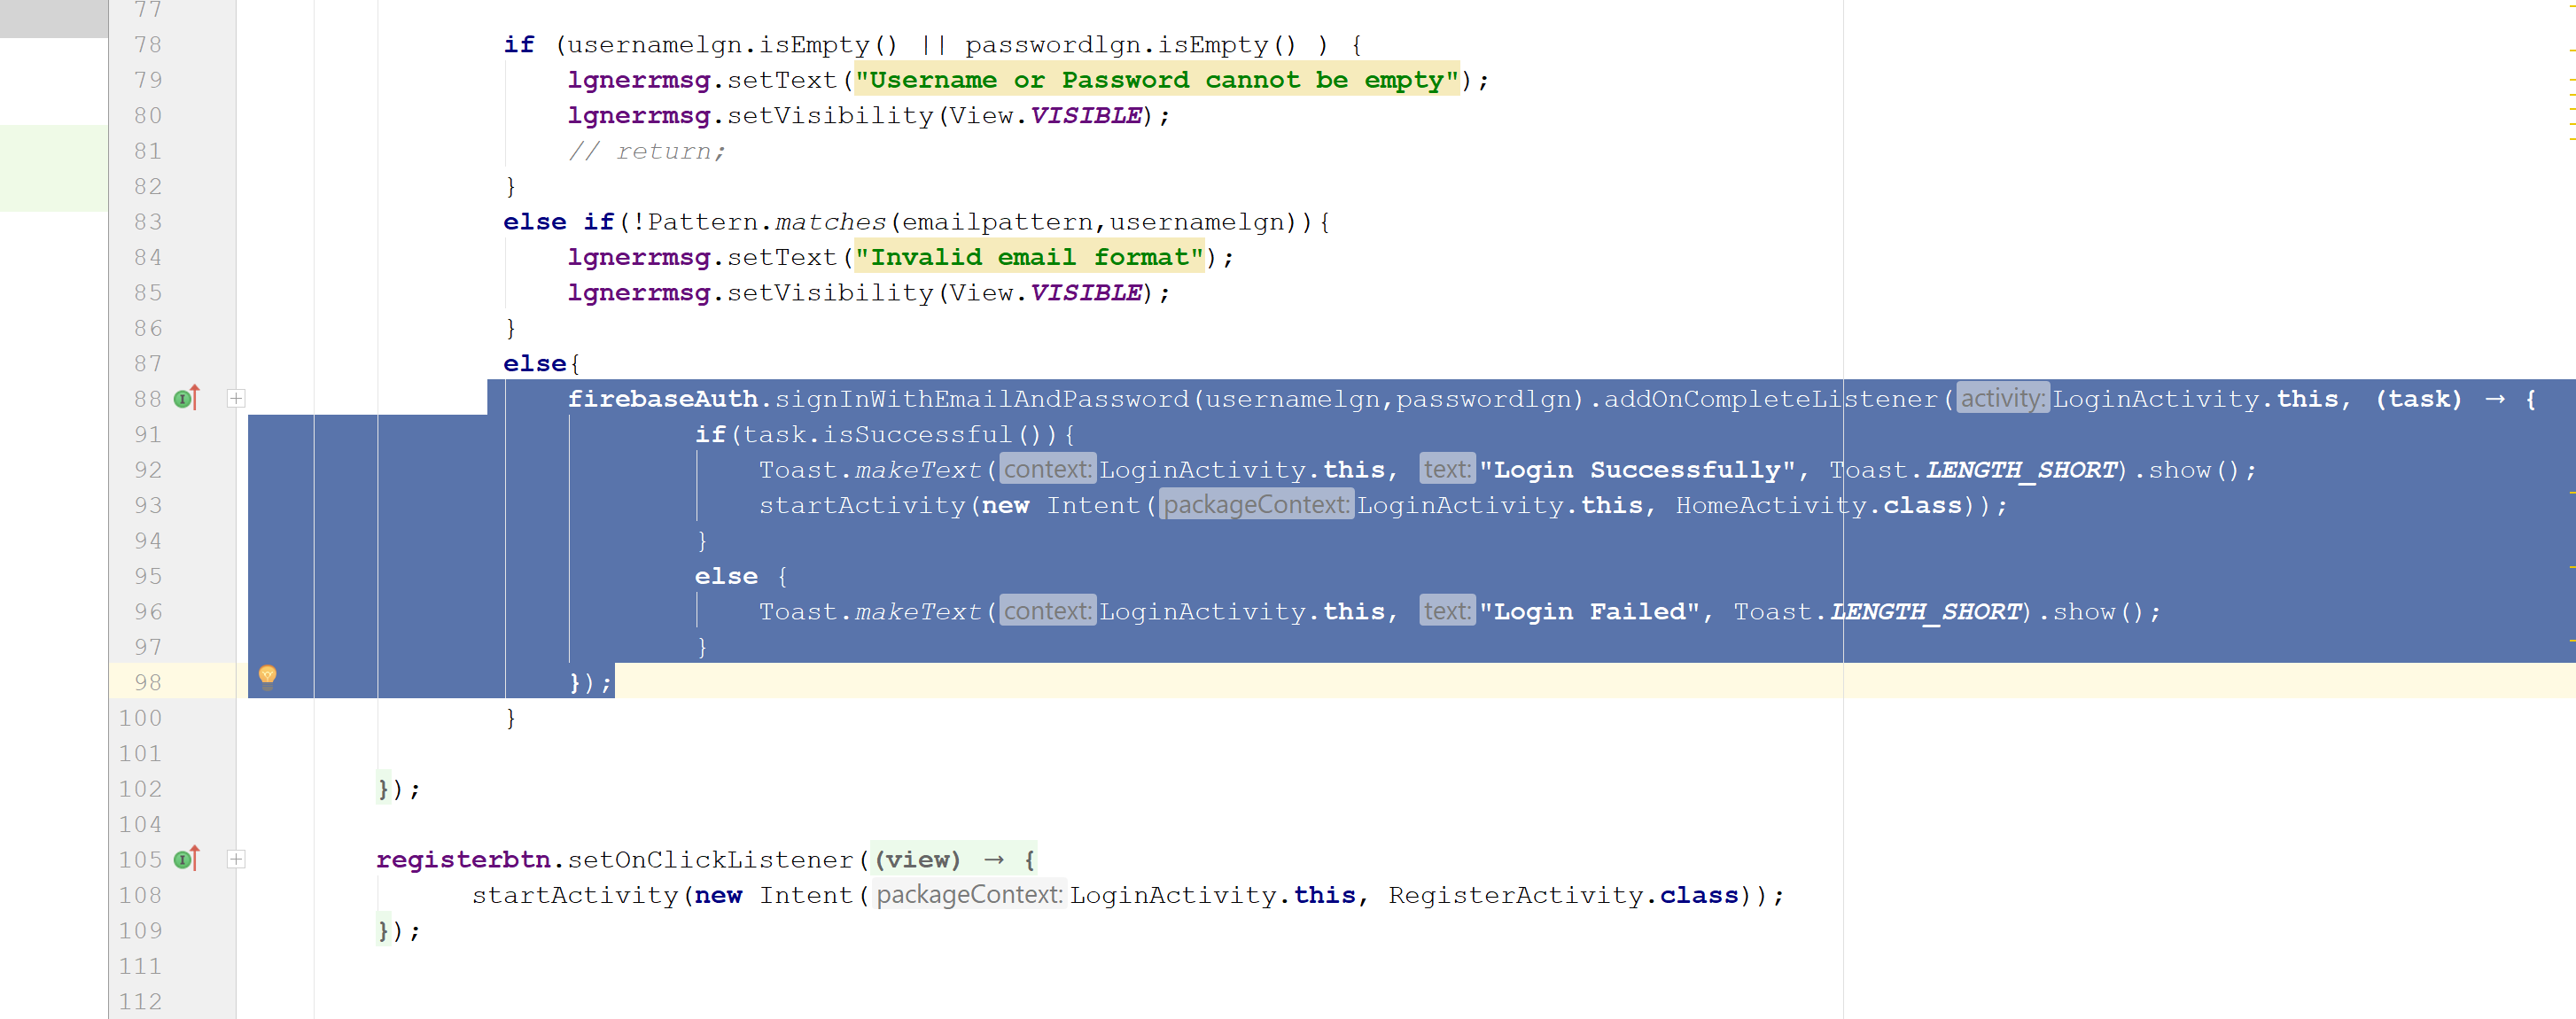 77
78 if (usernamelgn.isEmpty() || passwordlgn.isEmpty() ) {
79 lgnerrmsg.setText("Username or Password cannot be empty");
80 lgnerrmsg.setVisibility(View.VISIBLE);
81 // return;
82 }
83 else if(!Pattern.matches(emailpattern,usernamelgn)){
84 lgnerrmsg.setText("Invalid email format");
85 lgnerrmsg.setVisibility(View.VISIBLE);
86 }
87 else{
88 firebaseAuth.signInWithEmailAndPassword(usernamelgn,passwordlgn).addOnCompleteListener( activity: LoginActivity.this, (task) → {
91 if(task.isSuccessful()){
92 Toast.makeText( context: LoginActivity.this, text: "Login Successfully", Toast.LENGTH_SHORT).show();
93 startActivity(new Intent( packageContext: LoginActivity.this, HomeActivity.class));
94 }
95 else {
96 Toast.makeText( context: LoginActivity.this, text: "Login Failed", Toast.LENGTH_SHORT).show();
97 }
98 });
100 }
101
102 });
104
105 registerbtn.setOnClickListener((view) → {
108 startActivity(new Intent( packageContext: LoginActivity.this, RegisterActivity.class));
109 });
111
112